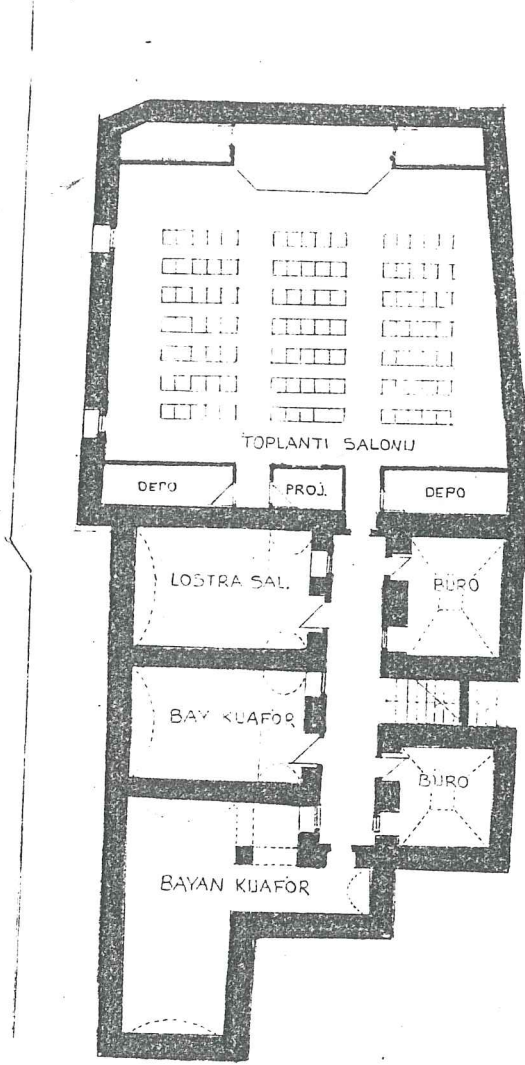 TOPLANTI SALONU
DEPO
PROJ.
DEPO
LOSTRA SAL.
BÜRO
BAY KUAFÖR
BÜRO
BAYAN KUAFÖR